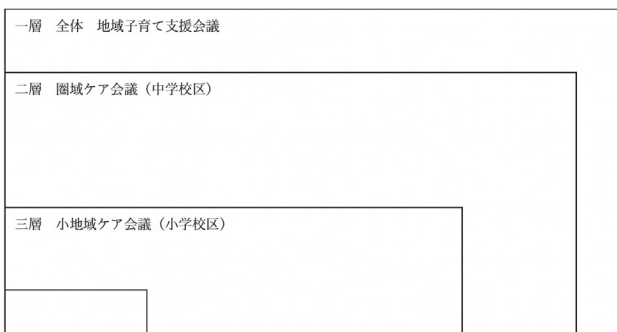 一層　全体　地域子育て支援会議
二層　圏域ケア会議（中学校区）
三層　小地域ケア会議（小学校区）